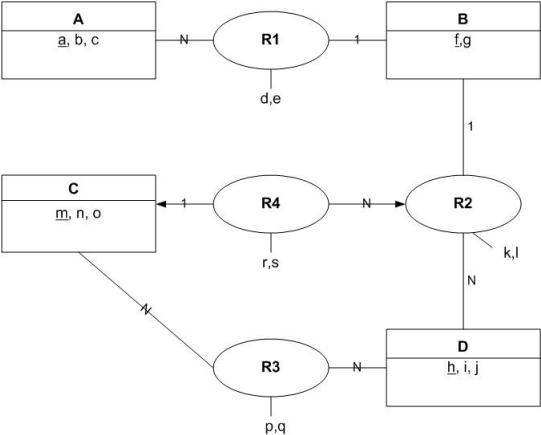 A
a, b, c
N
R1
1
B
f,g
d,e
1
C
m, n, o
1
R4
N
R2
r,s
k,l
N
N
R3
N
D
h, i, j
p,q